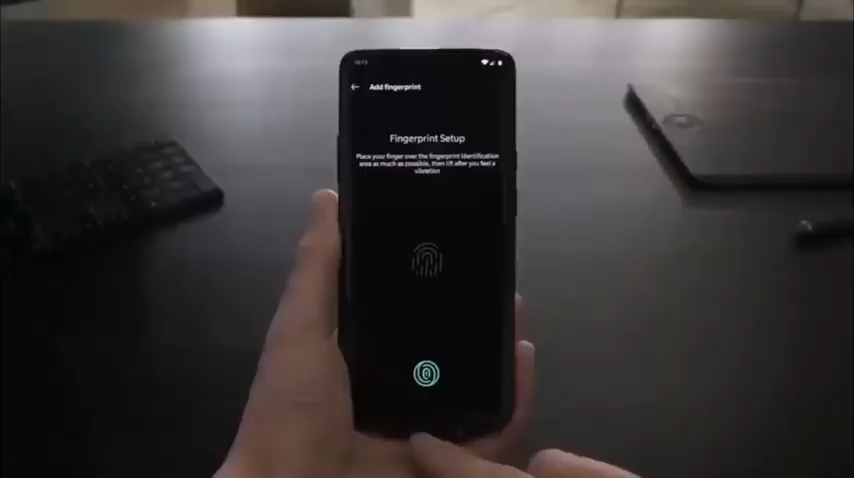 Add fingerprint
Fingerprint Setup
Place your finger over the fingerprint identification
area as much as possible, then lift after you feel a
vibration